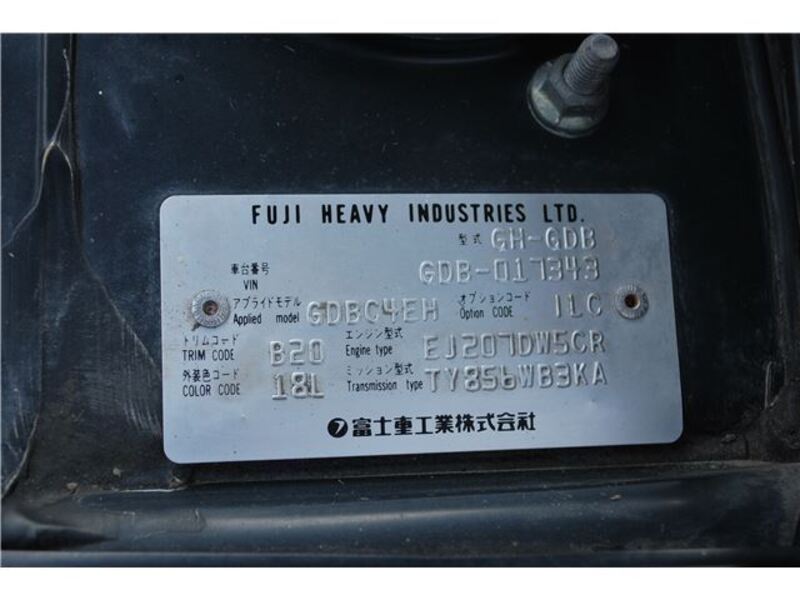 FUJI HEAVY INDUSTRIES LTD.
型式 GH-GDB
車台番号 VIN GDB-017343
アプライドモデル Applied model GDBC4EH オプションコード Option CODE 1LC
トリムコード TRIM CODE B20 エンジン型式 Engine type EJ207DW5CR
外装色コード COLOR CODE 18L ミッション型式 Transmission type TY856WB3KA
富士重工業株式会社